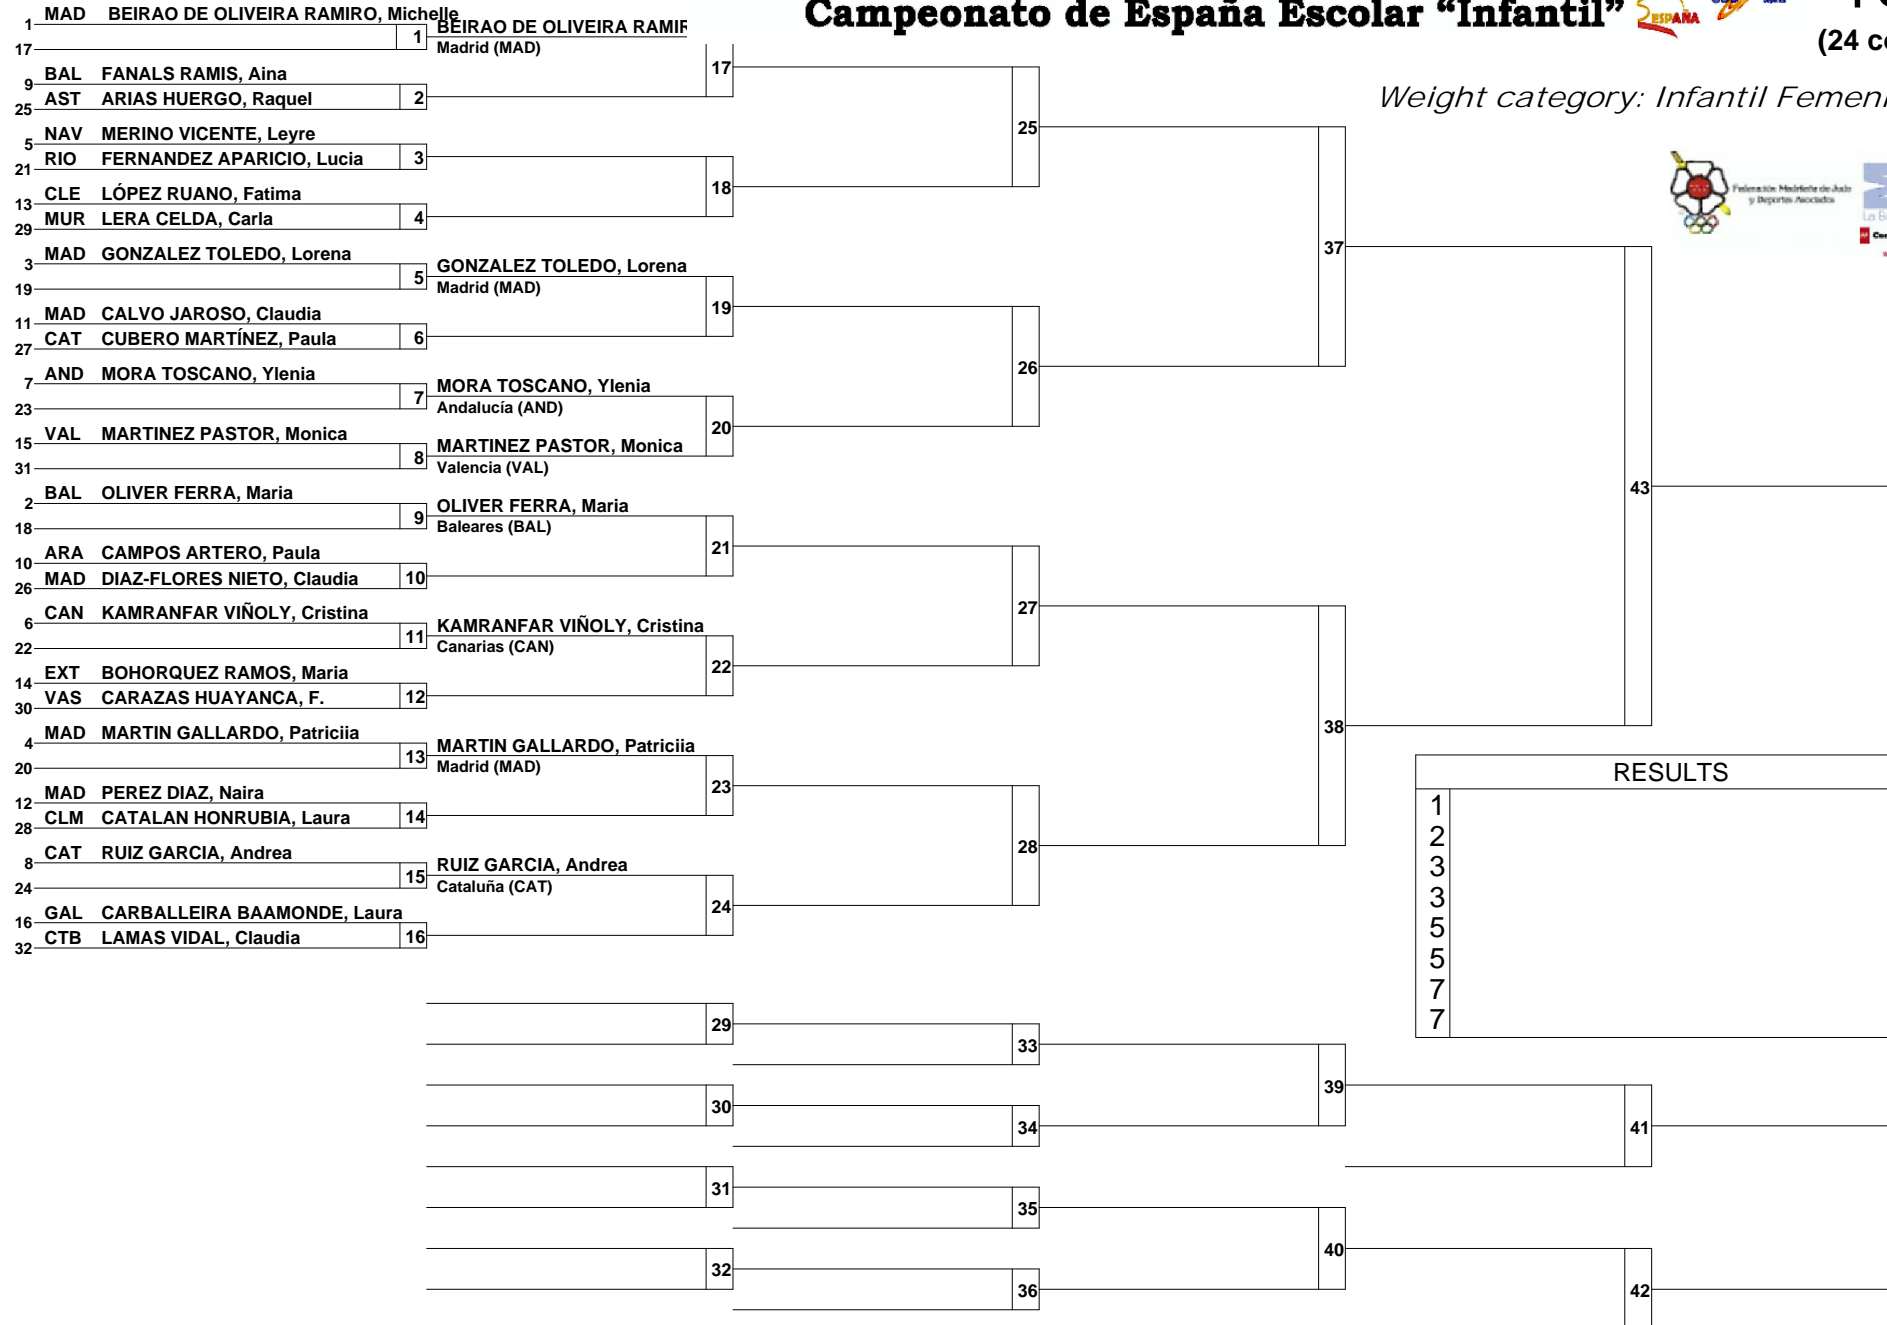 Campeonato de España Escolar “Infantil”
ESPAÑA
(24
Weight category: Infantil
Federación Madrileña de Judo
y Deportes Asociados
1 MAD BEIRAO DE OLIVEIRA RAMIRO, Michelle
17
1 BEIRAO DE OLIVEIRA
Madrid (MAD)
9 BAL FANALS RAMIS, Aina
25 AST ARIAS HUERGO, Raquel
2
17
5 NAV MERINO VICENTE, Leyre
21 RIO FERNANDEZ APARICIO, Lucia
3
13 CLE LÓPEZ RUANO, Fatima
29 MUR LERA CELDA, Carla
4
18
25
3 MAD GONZALEZ TOLEDO, Lorena
19
5 GONZALEZ TOLEDO, Lorena
Madrid (MAD)
11 MAD CALVO JAROSO, Claudia
27 CAT CUBERO MARTÍNEZ, Paula
6
19
7 AND MORA TOSCANO, Ylenia
23
7 MORA TOSCANO, Ylenia
Andalucía (AND)
15 VAL MARTINEZ PASTOR, Monica
31
8 MARTINEZ PASTOR, Monica
Valencia (VAL)
20
26
37
2 BAL OLIVER FERRA, Maria
18
9 OLIVER FERRA, Maria
Baleares (BAL)
10 ARA CAMPOS ARTERO, Paula
26 MAD DIAZ-FLORES NIETO, Claudia
10
21
6 CAN KAMRANFAR VIÑOLY, Cristina
22
11 KAMRANFAR VIÑOLY, Cristina
Canarias (CAN)
14 EXT BOHORQUEZ RAMOS, Maria
30 VAS CARAZAS HUAYANCA, F.
12
22
27
4 MAD MARTIN GALLARDO, Patriciia
20
13 MARTIN GALLARDO, Patriciia
Madrid (MAD)
12 MAD PEREZ DIAZ, Naira
28 CLM CATALAN HONRUBIA, Laura
14
23
8 CAT RUIZ GARCIA, Andrea
24
15 RUIZ GARCIA, Andrea
Cataluña (CAT)
16 GAL CARBALLEIRA BAAMONDE, Laura
32 CTB LAMAS VIDAL, Claudia
16
24
28
38
43
RESULTS
1
2
3
3
5
5
7
7
29
30
31
32
33
34
35
36
39
40
41
42